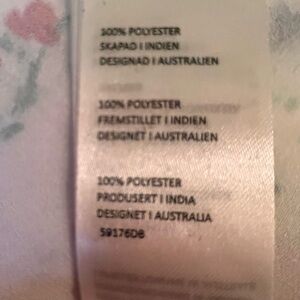 100% POLYESTER
SKAPAD I INDIEN
DESIGNAD I AUSTRALIEN
100% POLYESTER
FREMSTILLET I INDIEN
DESIGNET I AUSTRALIEN
100% POLYESTER
PRODUSERT I INDIA
DESIGNET I AUSTRALIA
59176DB